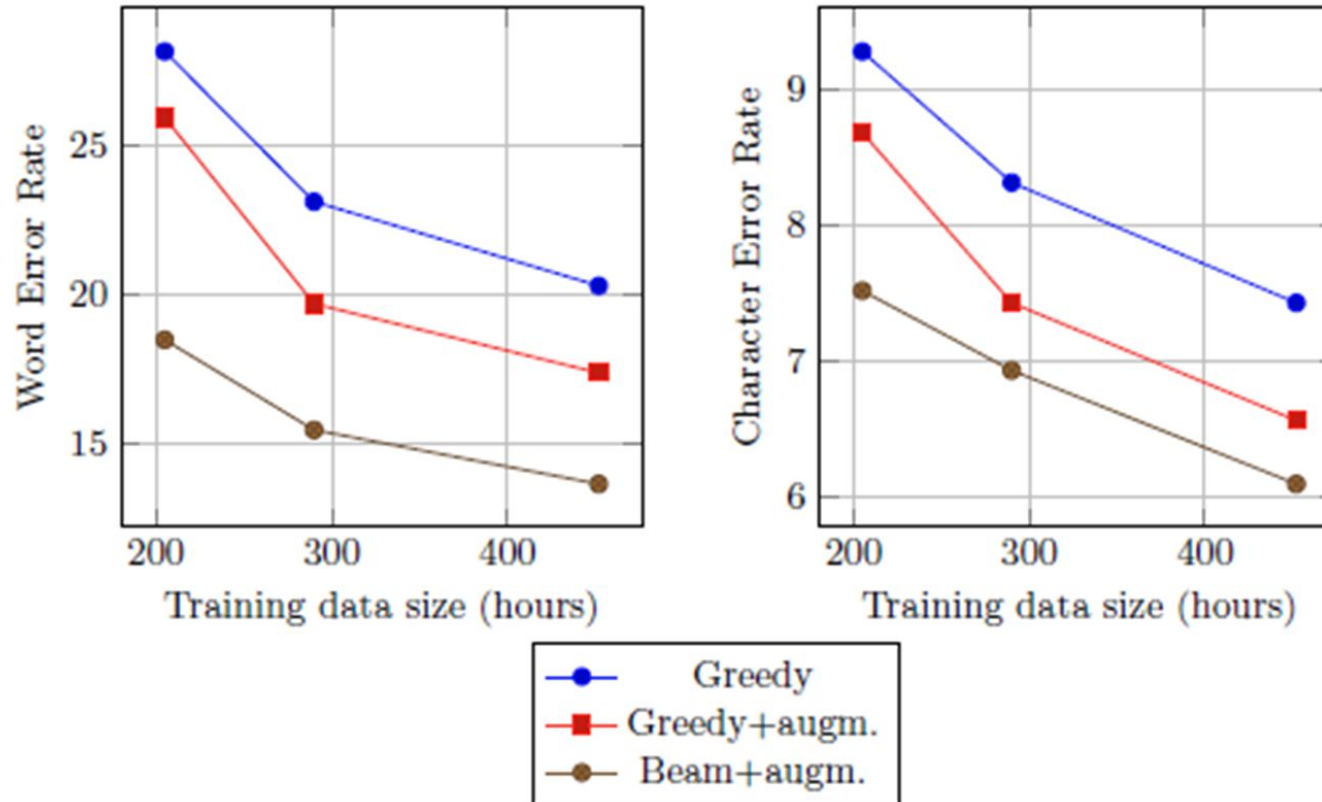 Word Error Rate
25
20
15
200 300 400
Training data size (hours)
Character Error Rate
9
8
7
6
200 300 400
Training data size (hours)
Greedy
Greedy+augm.
Beam+augm.